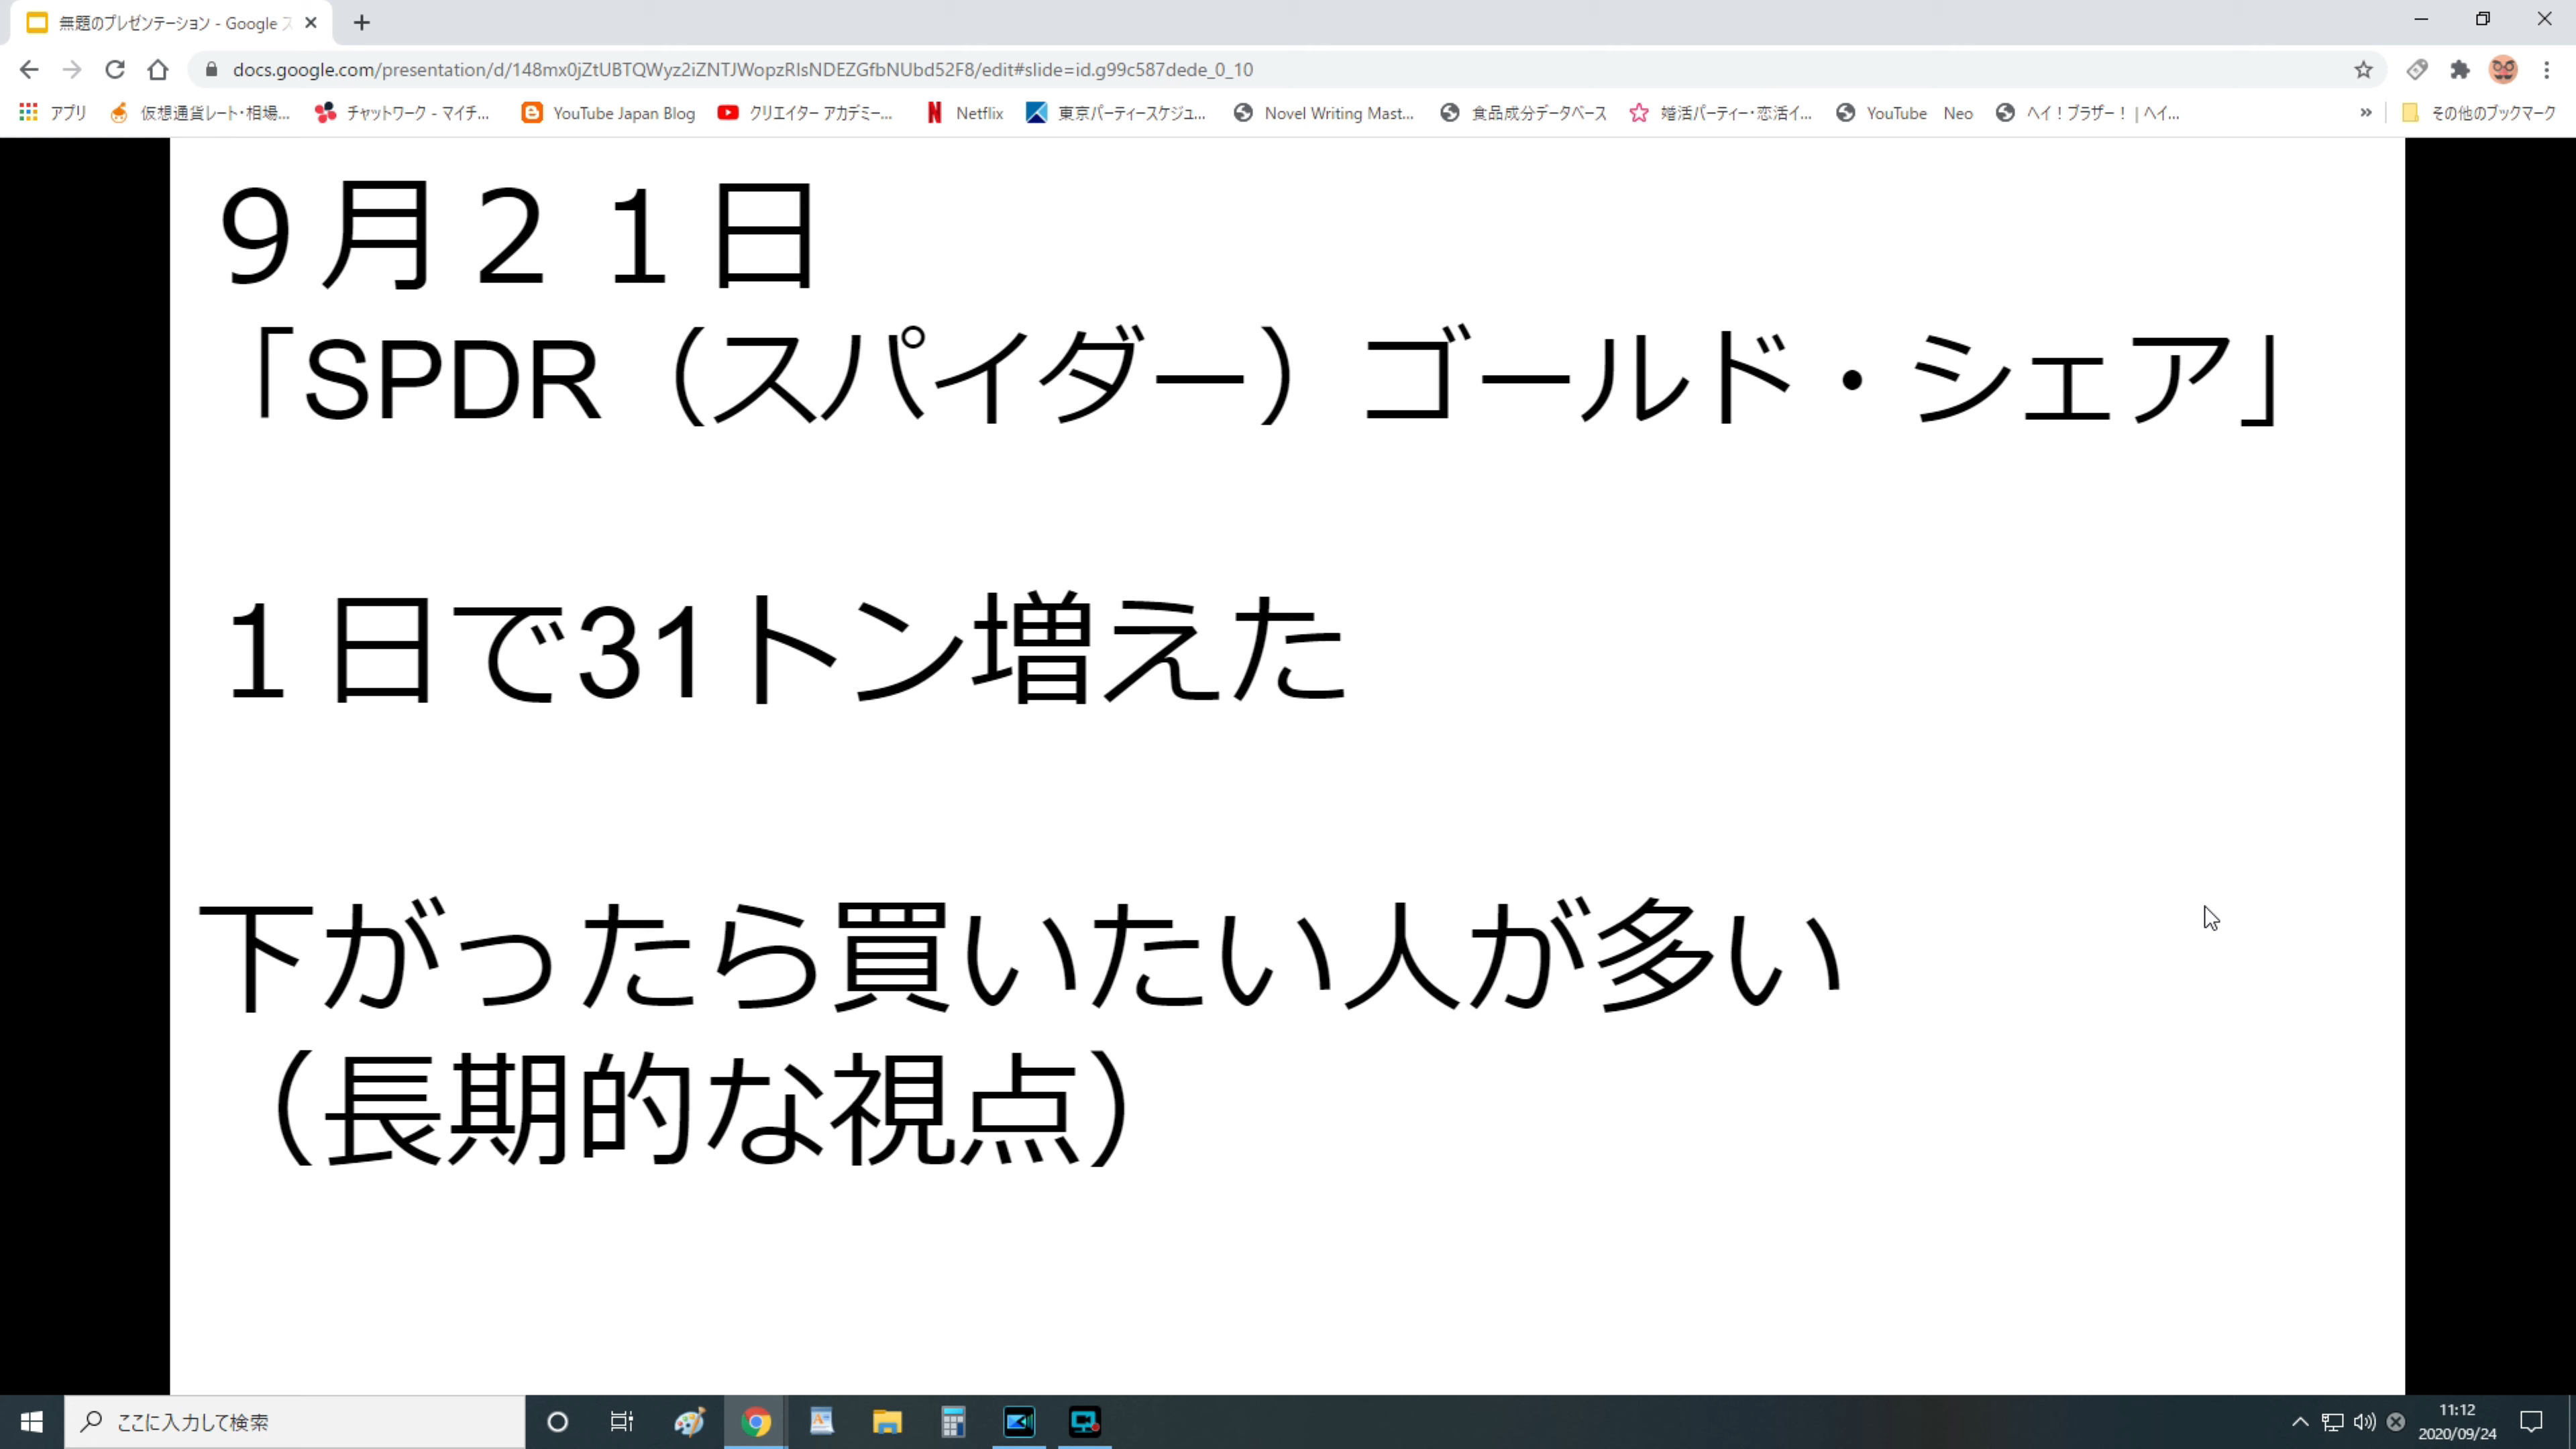 無題のプレゼンテーション - Google ス
docs.google.com/presentation/d/148mx0jZtUBTQWyz2iZNTJWopzRIsNDEZGfbNUbd52F8/edit#slide=id.g99c587dede_0_10
アプリ 仮想通貨レート・相場... チャットワーク - マイチ... YouTube Japan Blog クリエイター アカデミー... Netflix 東京パーティースケジュ... Novel Writing Mast... 食品成分データベース 婚活パーティー・恋活イ... YouTube Neo ヘイ！ブラザー！ | ヘイ... » その他のブックマーク
９月２１日
「SPDR（スパイダー）ゴールド・シェア」
１日で31トン増えた
下がったら買いたい人が多い
（長期的な視点）
ここに入力して検索
11:12
2020/09/24